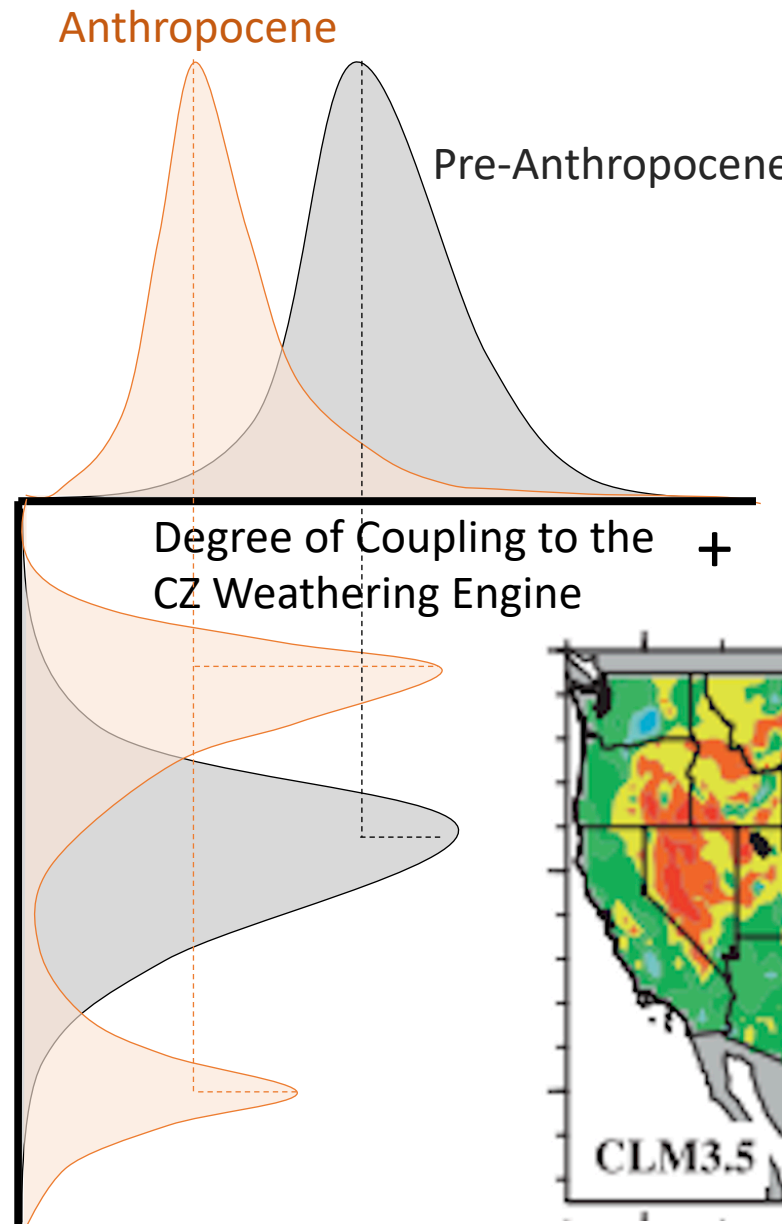 Anthropocene
Pre-Anthropocene
Degree of Coupling to the
CZ Weathering Engine
+
CLM3.5